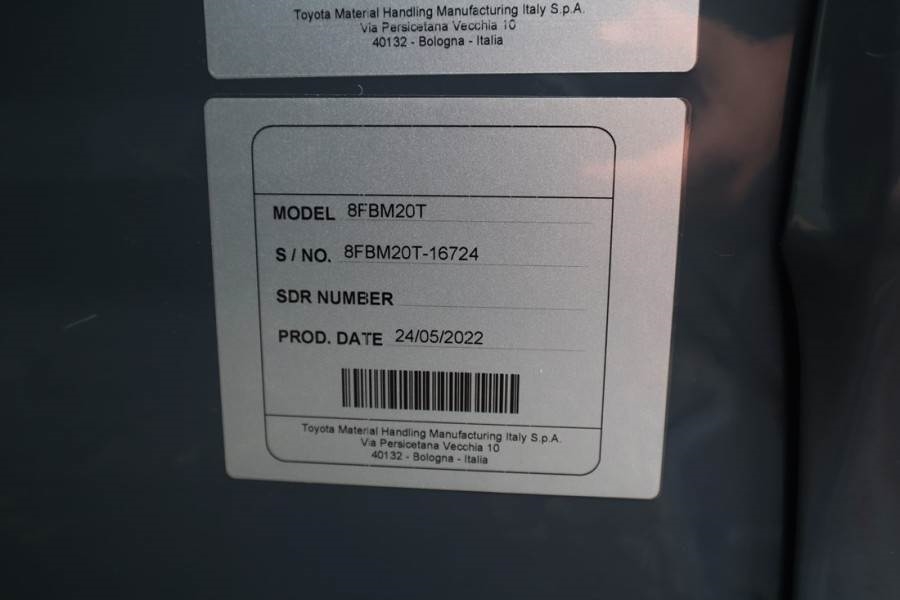 Toyota Material Handling Manufacturing Italy S.p.A.
Via Persicetana Vecchia 10
40132 - Bologna - Italia
MODEL 8FBM20T
S / NO. 8FBM20T-16724
SDR NUMBER
PROD. DATE 24/05/2022
Toyota Material Handling Manufacturing Italy S.p.A.
Via Persicetana Vecchia 10
40132 - Bologna - Italia